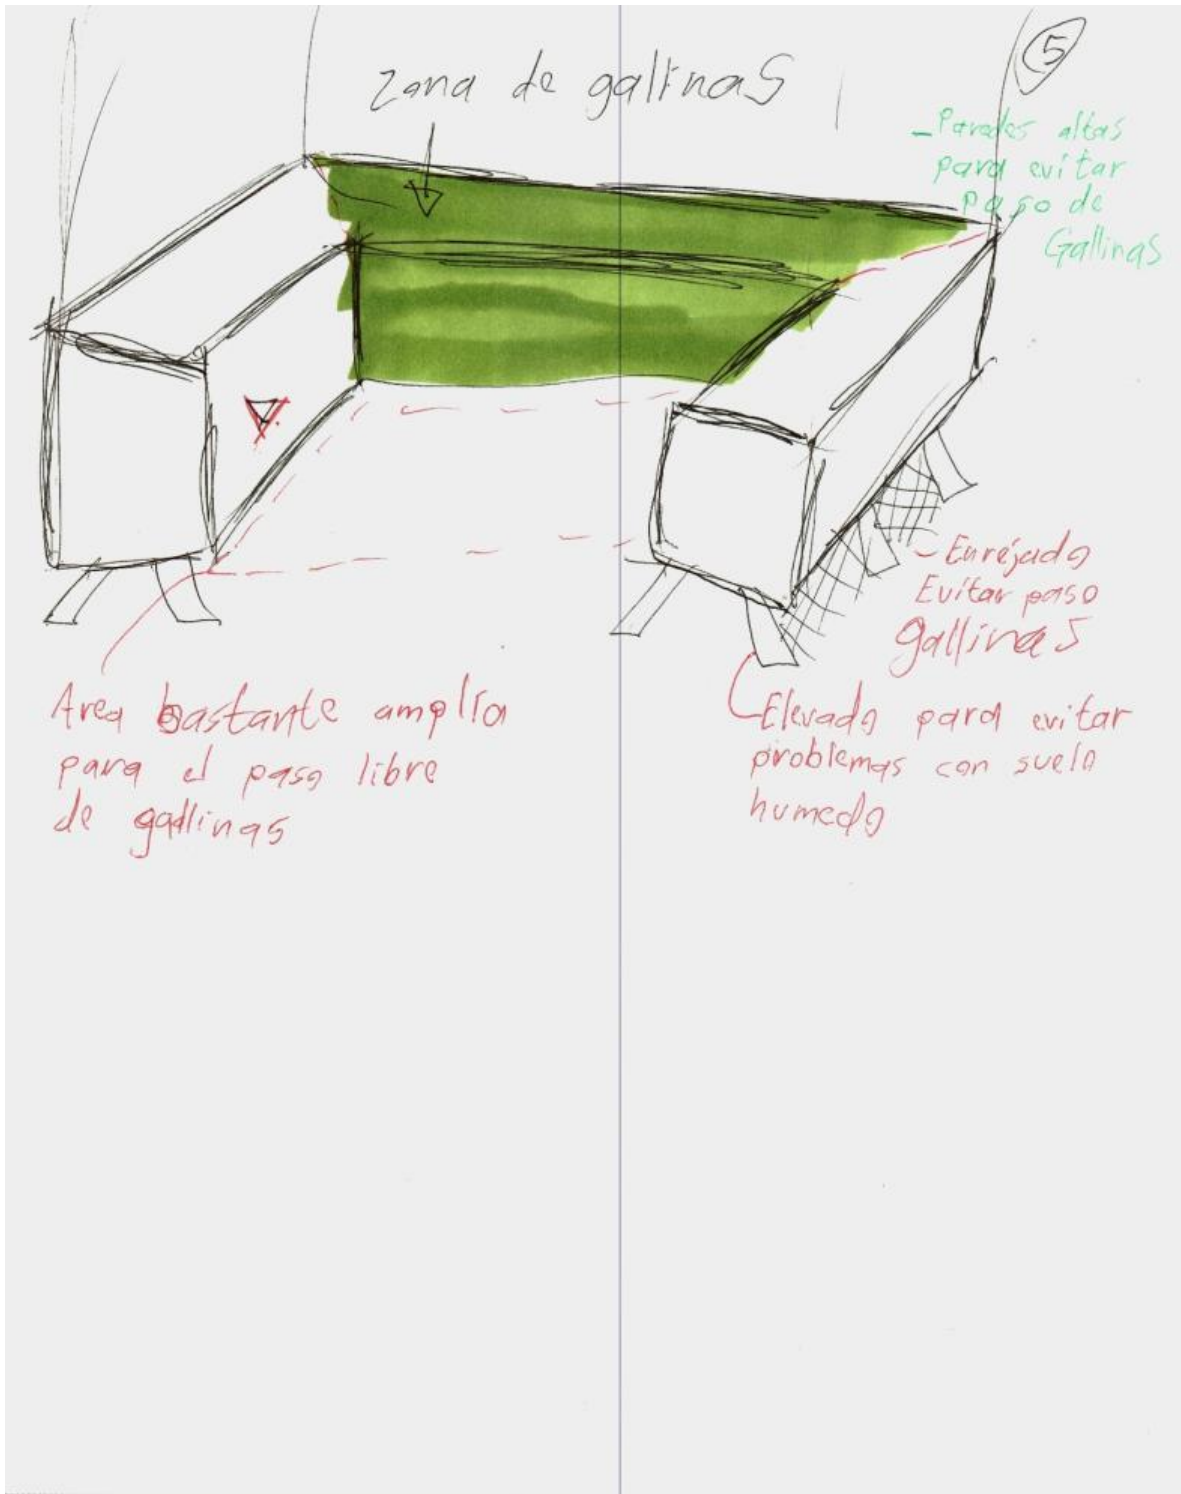 Zona de gallinas
5
- Paredes altas
para evitar
paso de
Gallinas
- Enrejado
Evitar paso
gallinas
Area bastante amplia
para el paso libre
de gallinas
Elevado para evitar
problemas con suelo
humedo